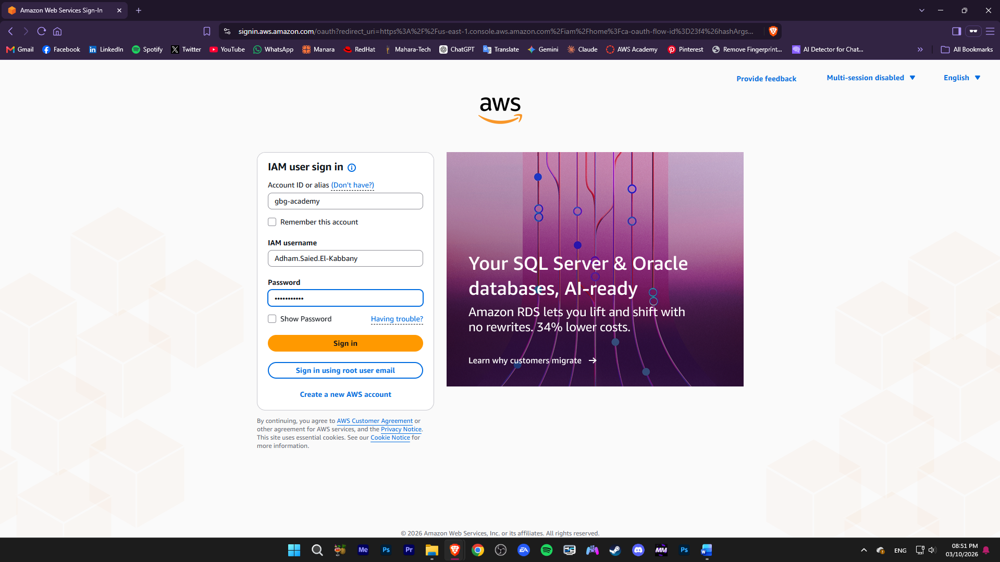 Amazon Web Services Sign-In
signin.aws.amazon.com/oauth?redirect_uri=https%3A%2F%2Fus-east-1.console.aws.amazon.com%2Fiam%2Fhome%3Fca-oauth-flow-id%3D23f4%26hashArgs...
Gmail Facebook LinkedIn Spotify Twitter YouTube WhatsApp Manara RedHat Mahara-Tech ChatGPT Translate Gemini Claude AWS Academy Pinterest Remove Fingerprint... AI Detector for Chat... All Bookmarks
Provide feedback Multi-session disabled English
aws
IAM user sign in
Account ID or alias (Don't have?)
gbg-academy
Remember this account
IAM username
Adham.Saied.El-Kabbany
Password
•••••••••••
Show Password Having trouble?
Sign in
Sign in using root user email
Create a new AWS account
By continuing, you agree to AWS Customer Agreement or
other agreement for AWS services, and the Privacy Notice.
This site uses essential cookies. See our Cookie Notice for
more information.
Your SQL Server & Oracle
databases, AI-ready
Amazon RDS lets you lift and shift with
no rewrites. 34% lower costs.
Learn why customers migrate →
© 2026 Amazon Web Services, Inc. or its affiliates. All rights reserved.
Me Ps Pr EA MM Ps W
ENG
08:51 PM
03/10/2026